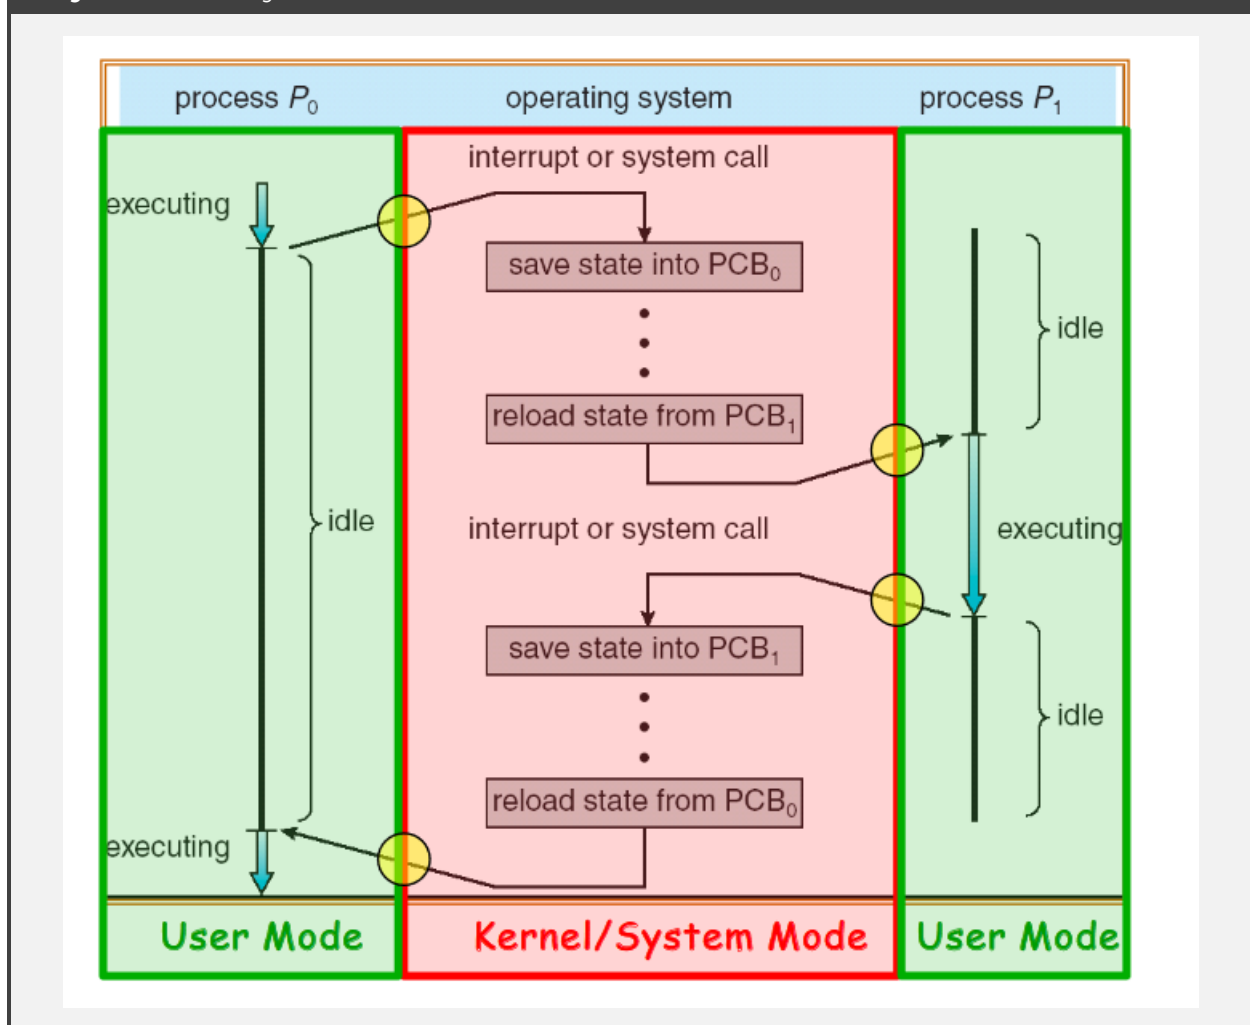 process P₀ operating system process P₁
interrupt or system call
executing
save state into PCB₀
idle
reload state from PCB₁
idle
interrupt or system call
executing
save state into PCB₁
idle
reload state from PCB₀
executing
User Mode Kernel/System Mode User Mode